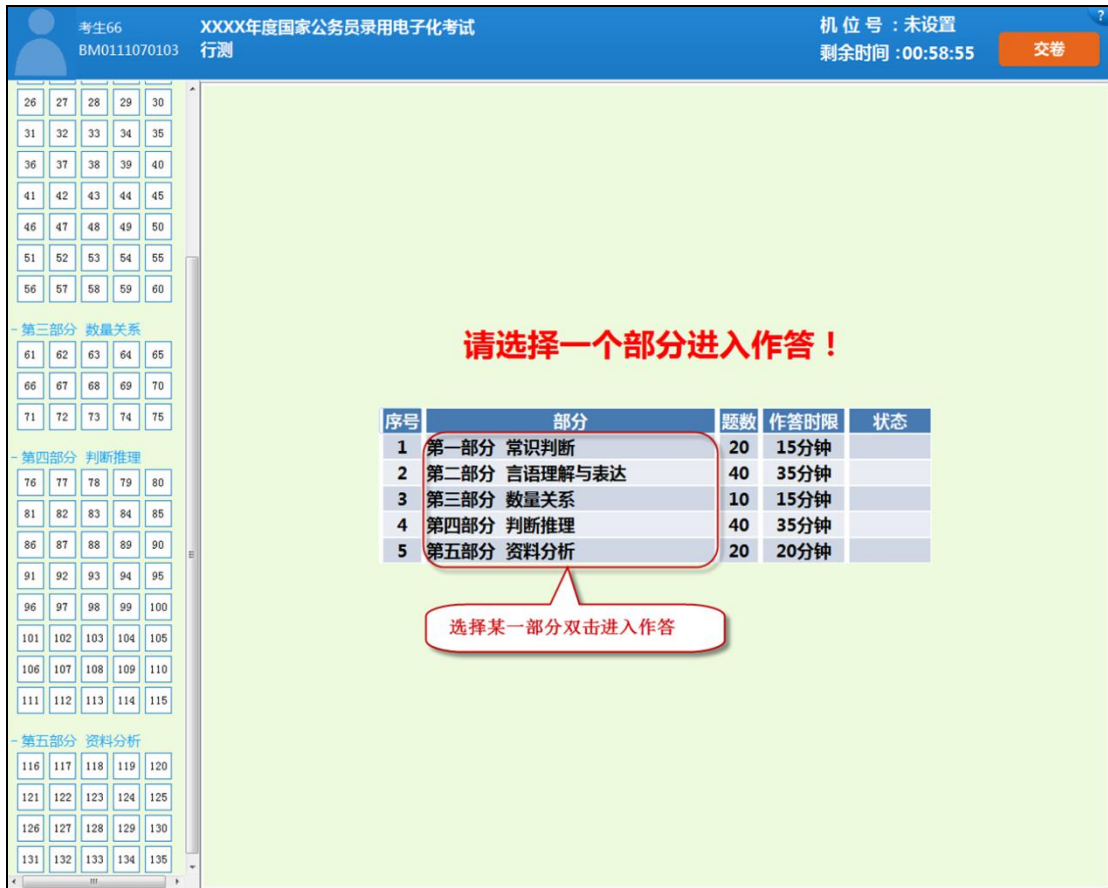 考生66
BM0111070103
XXXX年度国家公务员录用电子化考试
行测
机 位 号 ：未设置
剩余时间：00:58:55
交卷
?
26 27 28 29 30
31 32 33 34 35
36 37 38 39 40
41 42 43 44 45
46 47 48 49 50
51 52 53 54 55
56 57 58 59 60
- 第三部分 数量关系
61 62 63 64 65
66 67 68 69 70
71 72 73 74 75
- 第四部分 判断推理
76 77 78 79 80
81 82 83 84 85
86 87 88 89 90
91 92 93 94 95
96 97 98 99 100
101 102 103 104 105
106 107 108 109 110
111 112 113 114 115
- 第五部分 资料分析
116 117 118 119 120
121 122 123 124 125
126 127 128 129 130
131 132 133 134 135
请选择一个部分进入作答！
序号 部分 题数 作答时限 状态
1 第一部分 常识判断 20 15分钟
2 第二部分 言语理解与表达 40 35分钟
3 第三部分 数量关系 10 15分钟
4 第四部分 判断推理 40 35分钟
5 第五部分 资料分析 20 20分钟
选择某一部分双击进入作答